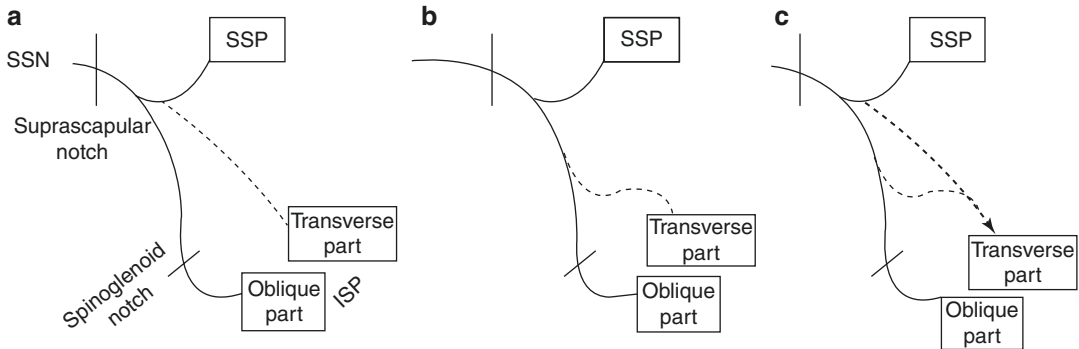 a
SSN
SSP
Suprascapular
notch
Transverse
part
Spinoglenoid
notch
Oblique
part
ISP
b
SSP
Transverse
part
Oblique
part
c
SSP
Transverse
part
Oblique
part